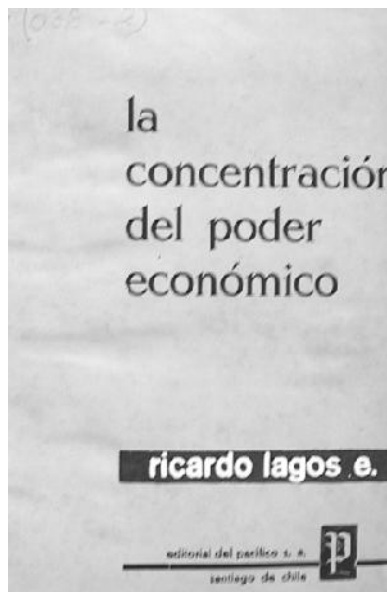 la
concentración
del poder
económico
ricardo lagos e.
editorial del pacífico s. a.
santiago de chile
P